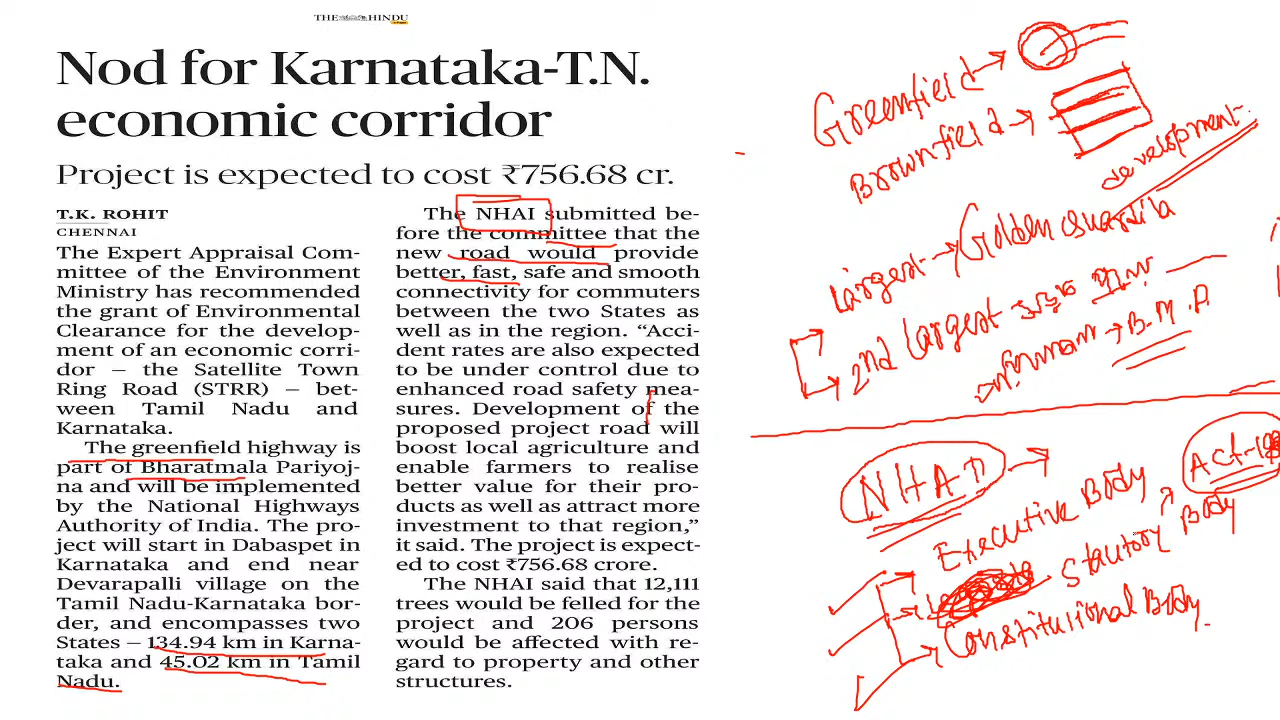 THE HINDU
Nod for Karnataka-T.N.
economic corridor
Project is expected to cost ₹756.68 cr.
T.K. ROHIT
CHENNAI
The Expert Appraisal Com-
mittee of the Environment
Ministry has recommended
the grant of Environmental
Clearance for the develop-
ment of an economic corri-
dor – the Satellite Town
Ring Road (STRR) – bet-
ween Tamil Nadu and
Karnataka.
The greenfield highway is
part of Bharatmala Pariyoj-
na and will be implemented
by the National Highways
Authority of India. The pro-
ject will start in Dabaspet in
Karnataka and end near
Devarapalli village on the
Tamil Nadu-Karnataka bor-
der, and encompasses two
States – 134.94 km in Karna-
taka and 45.02 km in Tamil
Nadu.
The NHAI submitted be-
fore the committee that the
new road would provide
better, fast, safe and smooth
connectivity for commuters
between the two States as
well as in the region. “Acci-
dent rates are also expected
to be under control due to
enhanced road safety mea-
sures. Development of the
proposed project road will
boost local agriculture and
enable farmers to realise
better value for their pro-
ducts as well as attract more
investment to that region,”
it said. The project is expect-
ed to cost ₹756.68 crore.
The NHAI said that 12,111
trees would be felled for the
project and 206 persons
would be affected with re-
gard to property and other
structures.
Greenfield
Brownfield
development
Largest → Golden
2nd largest
B.M.P.
NHAI
Act-
Executive Body
Stautory Body
Constitutional Body